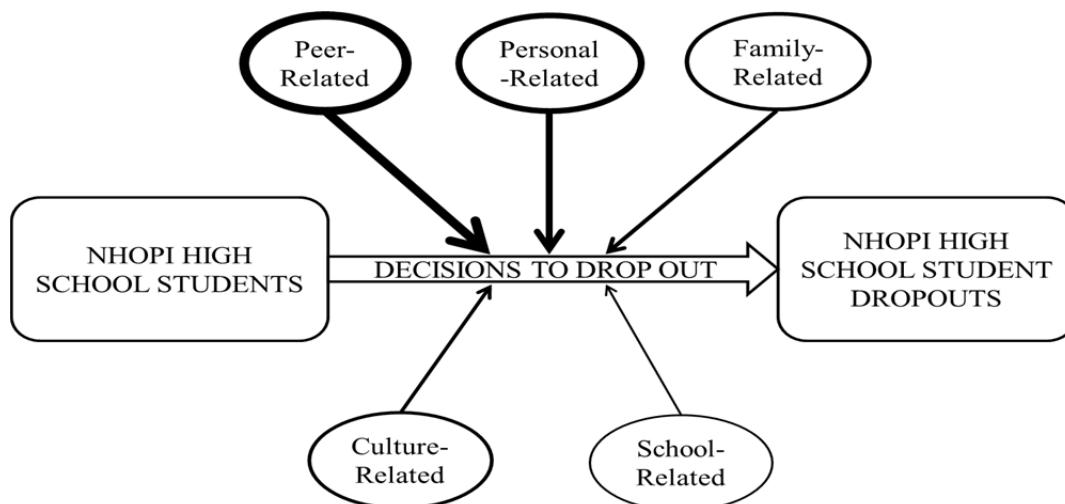 Peer-
Related
Personal
-Related
Family-
Related
NHOPI HIGH
SCHOOL STUDENTS
DECISIONS TO DROP OUT
NHOPI HIGH
SCHOOL STUDENT
DROPOUTS
Culture-
Related
School-
Related